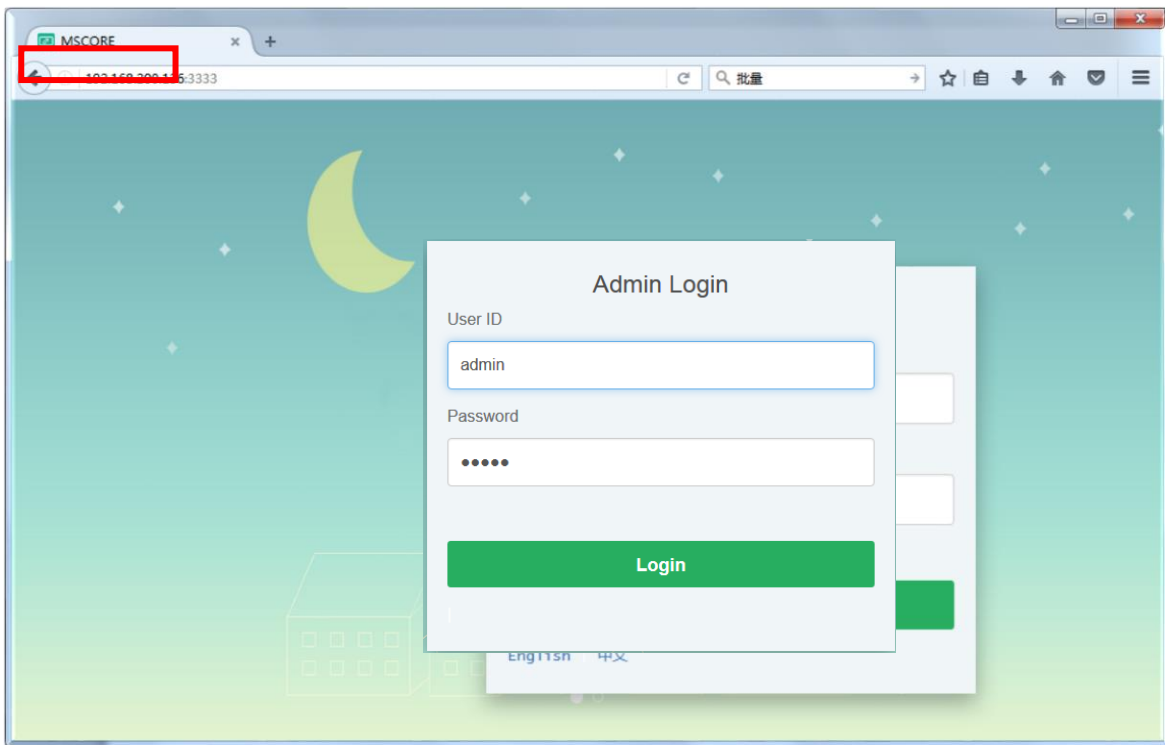 MSCORE
:3333
批量
Admin Login
User ID
admin
Password
•••••
Login
English 中文